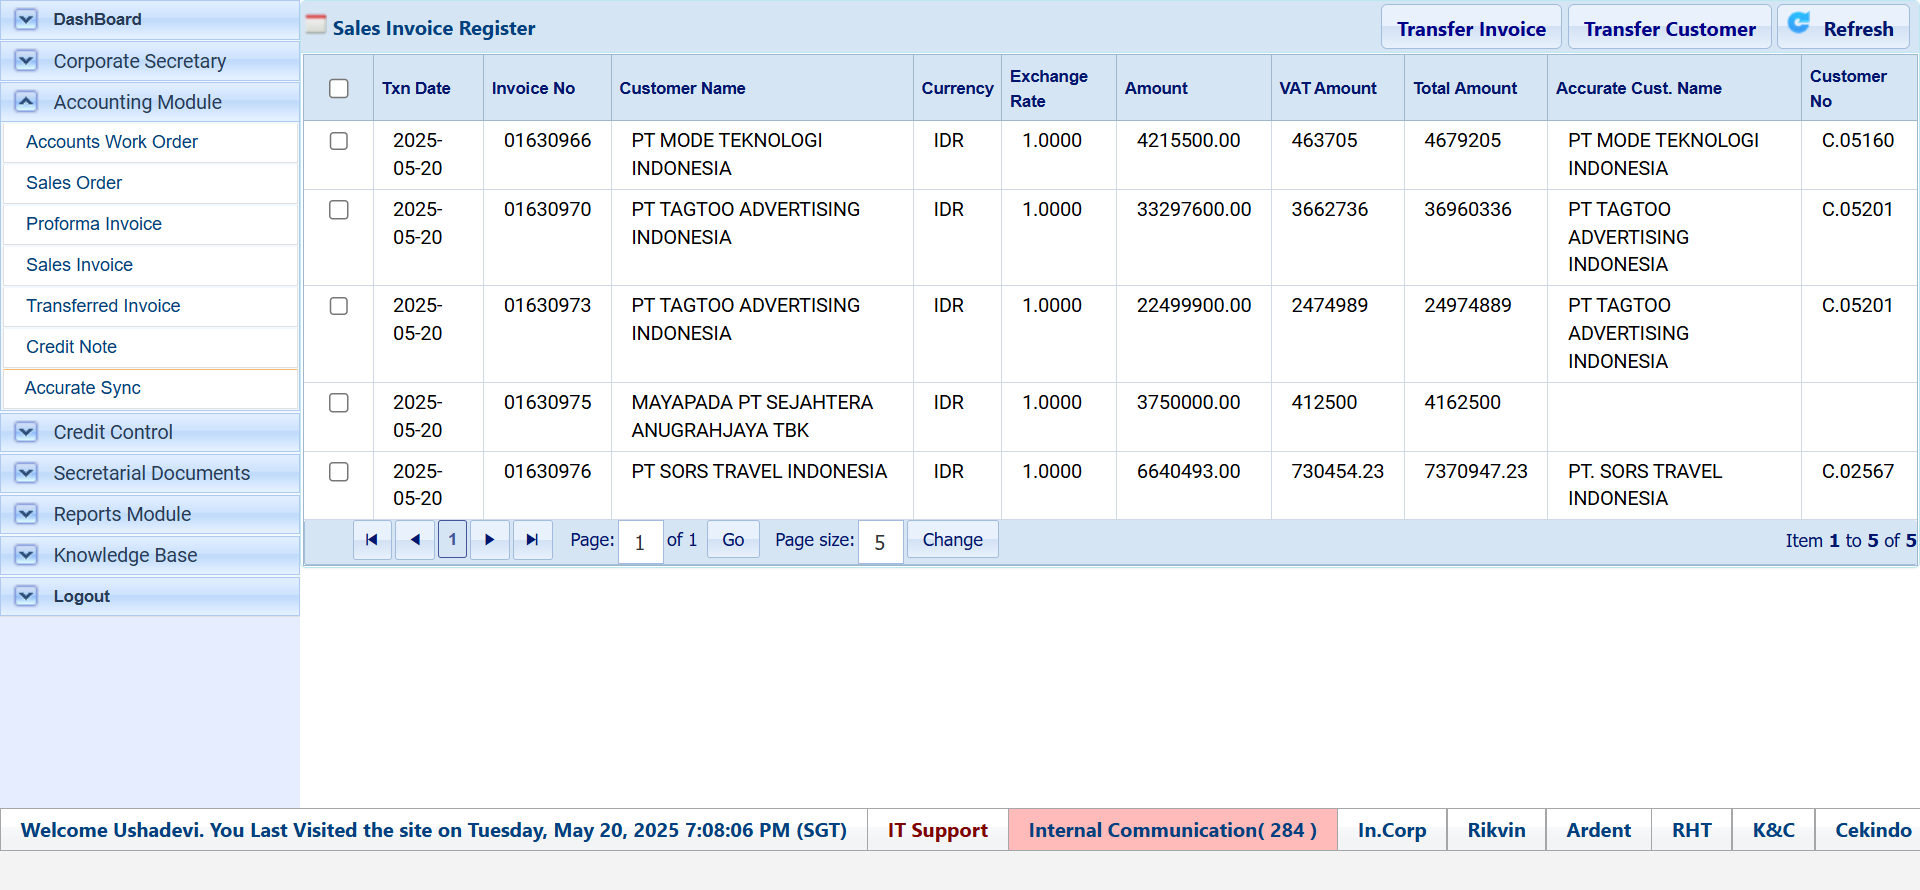 DashBoard
Corporate Secretary
Accounting Module
Accounts Work Order
Sales Order
Proforma Invoice
Sales Invoice
Transferred Invoice
Credit Note
Accurate Sync
Credit Control
Secretarial Documents
Reports Module
Knowledge Base
Logout
Sales Invoice Register
Transfer Invoice
Transfer Customer
Refresh
Txn Date Invoice No Customer Name Currency Exchange Rate Amount VAT Amount Total Amount Accurate Cust. Name Customer No
2025- 01630966 PT MODE TEKNOLOGI IDR 1.0000 4215500.00 463705 4679205 PT MODE TEKNOLOGI C.05160
05-20 INDONESIA INDONESIA
2025- 01630970 PT TAGTOO ADVERTISING IDR 1.0000 33297600.00 3662736 36960336 PT TAGTOO C.05201
05-20 INDONESIA ADVERTISING
INDONESIA
2025- 01630973 PT TAGTOO ADVERTISING IDR 1.0000 22499900.00 2474989 24974889 PT TAGTOO C.05201
05-20 INDONESIA ADVERTISING
INDONESIA
2025- 01630975 MAYAPADA PT SEJAHTERA IDR 1.0000 3750000.00 412500 4162500
05-20 ANUGRAHJAYA TBK
2025- 01630976 PT SORS TRAVEL INDONESIA IDR 1.0000 6640493.00 730454.23 7370947.23 PT. SORS TRAVEL C.02567
05-20 INDONESIA
1 Page: 1 of 1 Go Page size: 5 Change Item 1 to 5 of 5
Welcome Ushadevi. You Last Visited the site on Tuesday, May 20, 2025 7:08:06 PM (SGT) IT Support Internal Communication( 284 ) In.Corp Rikvin Ardent RHT K&C Cekindo